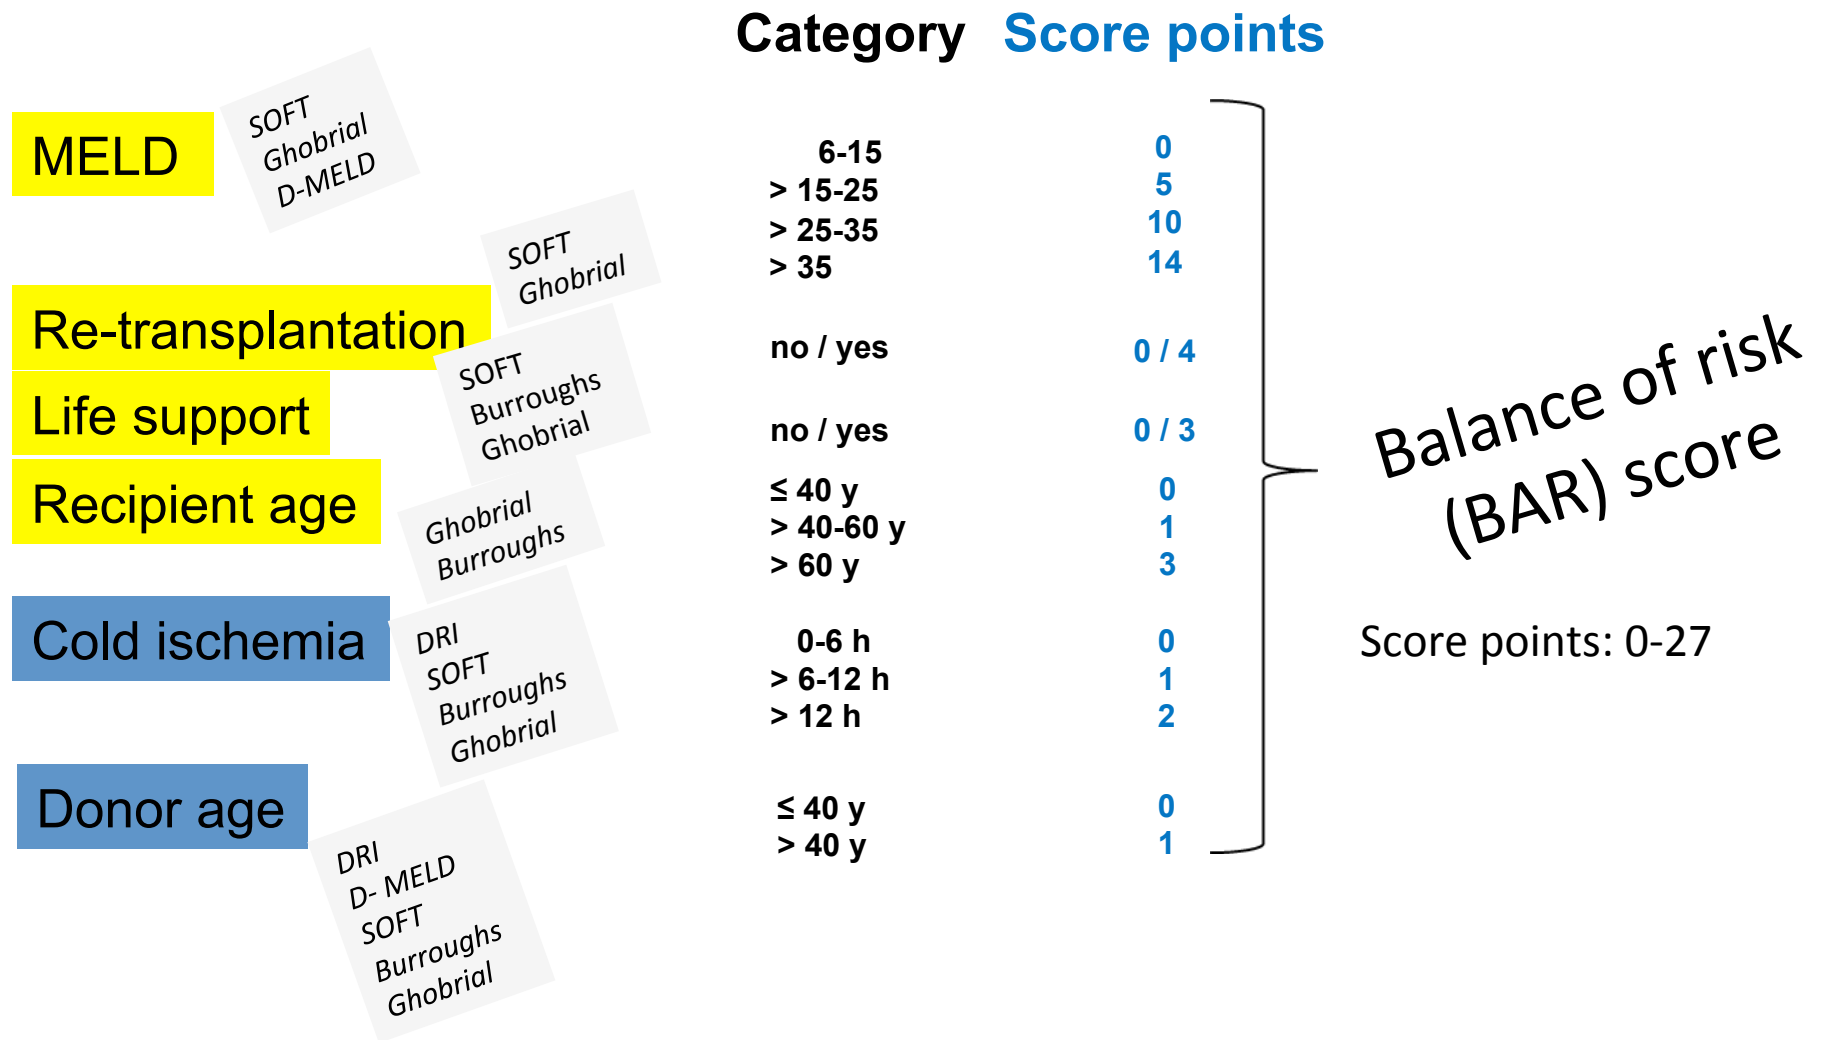 Category Score points
MELD
SOFT
Ghobrial
D-MELD
6-15 0
> 15-25 5
> 25-35 10
> 35 14
Re-transplantation
SOFT
Ghobrial
no / yes 0 / 4
Life support
SOFT
Burroughs
Ghobrial
no / yes 0 / 3
Recipient age
Ghobrial
Burroughs
≤ 40 y 0
> 40-60 y 1
> 60 y 3
Cold ischemia
DRI
SOFT
Burroughs
Ghobrial
0-6 h 0
> 6-12 h 1
> 12 h 2
Donor age
DRI
D- MELD
SOFT
Burroughs
Ghobrial
≤ 40 y 0
> 40 y 1
Balance of risk
(BAR) score
Score points: 0-27